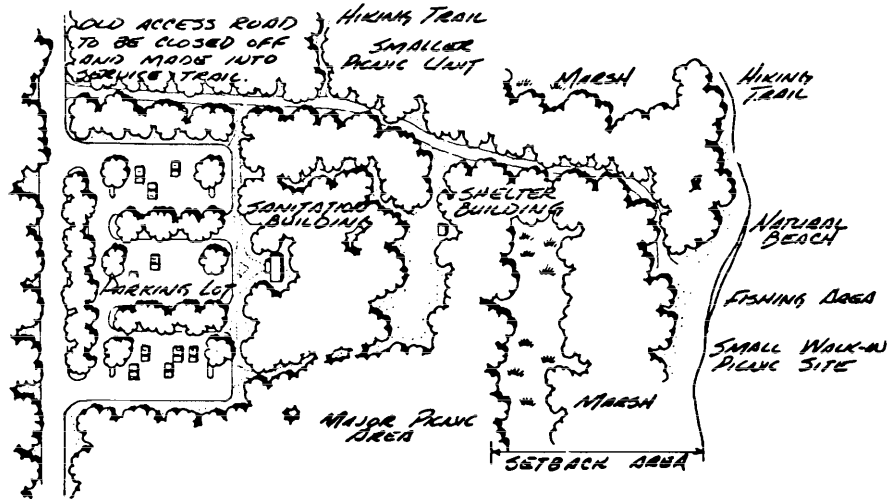 OLD ACCESS ROAD
TO BE CLOSED OFF
AND MADE INTO
SERVICE TRAIL.
HIKING TRAIL
SMALLER
PICNIC UNIT
MARSH
HIKING
TRAIL
SANITATION
BUILDING
SHELTER
BUILDING
NATURAL
BEACH
PARKING LOT
FISHING AREA
SMALL WALK-IN
PICNIC SITE
MAJOR PICNIC
AREA
MARSH
SETBACK AREA